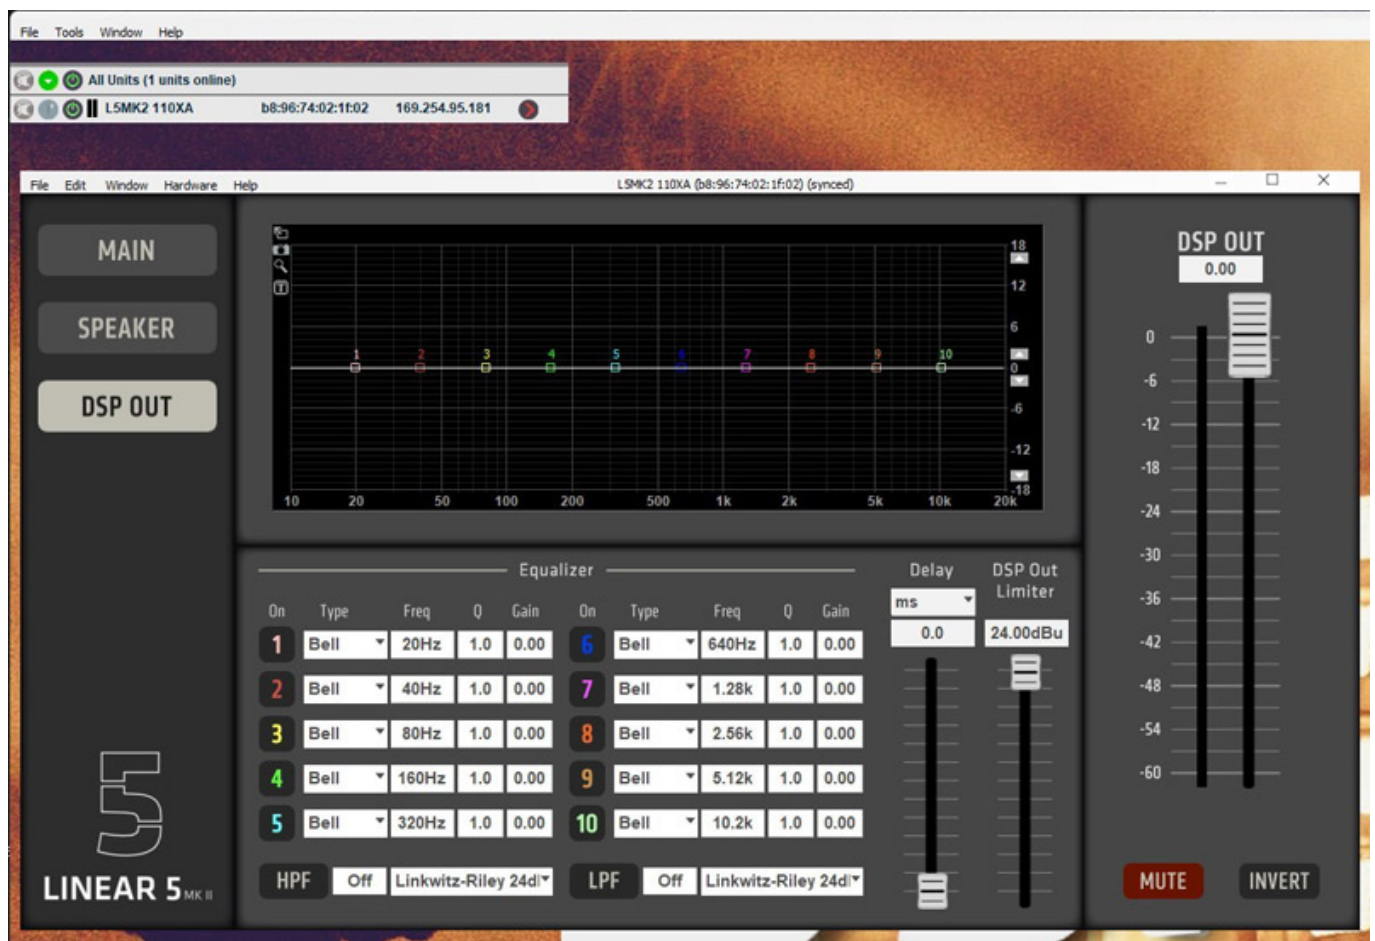 File Tools Window Help
All Units (1 units online)
L5MK2 110XA b8:96:74:02:1f:02 169.254.95.181
File Edit Window Hardware Help L5MK2 110XA (b8:96:74:02:1f:02) (synced)
MAIN
SPEAKER
DSP OUT
18
12
6
0
-6
-12
-18
1 2 3 4 5 6 7 8 9 10
10 20 50 100 200 500 1k 2k 5k 10k 20k
Equalizer
On Type Freq Q Gain On Type Freq Q Gain
1 Bell 20Hz 1.0 0.00 6 Bell 640Hz 1.0 0.00
2 Bell 40Hz 1.0 0.00 7 Bell 1.28k 1.0 0.00
3 Bell 80Hz 1.0 0.00 8 Bell 2.56k 1.0 0.00
4 Bell 160Hz 1.0 0.00 9 Bell 5.12k 1.0 0.00
5 Bell 320Hz 1.0 0.00 10 Bell 10.2k 1.0 0.00
HPF Off Linkwitz-Riley 24d LPF Off Linkwitz-Riley 24d
Delay
ms
0.0
DSP Out
Limiter
24.00dBu
DSP OUT
0.00
0
-6
-12
-18
-24
-30
-36
-42
-48
-54
-60
MUTE INVERT
5
LINEAR 5 MK II